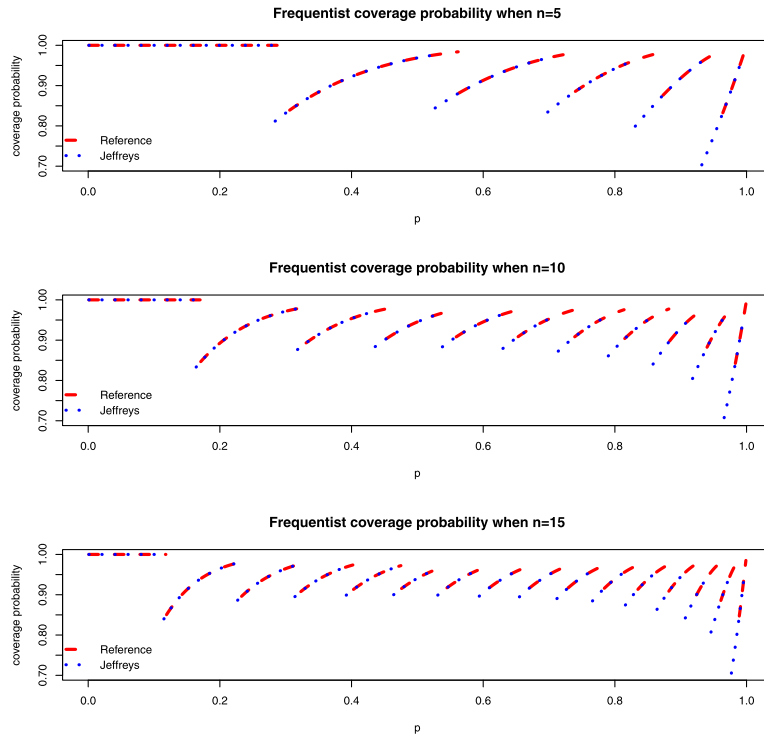 Frequentist coverage probability when n=5
coverage probability
1.00
0.90
0.80
0.70
Reference
Jeffreys
0.0 0.2 0.4 0.6 0.8 1.0
p
Frequentist coverage probability when n=10
coverage probability
1.00
0.90
0.80
0.70
Reference
Jeffreys
0.0 0.2 0.4 0.6 0.8 1.0
p
Frequentist coverage probability when n=15
coverage probability
1.00
0.90
0.80
0.70
Reference
Jeffreys
0.0 0.2 0.4 0.6 0.8 1.0
p